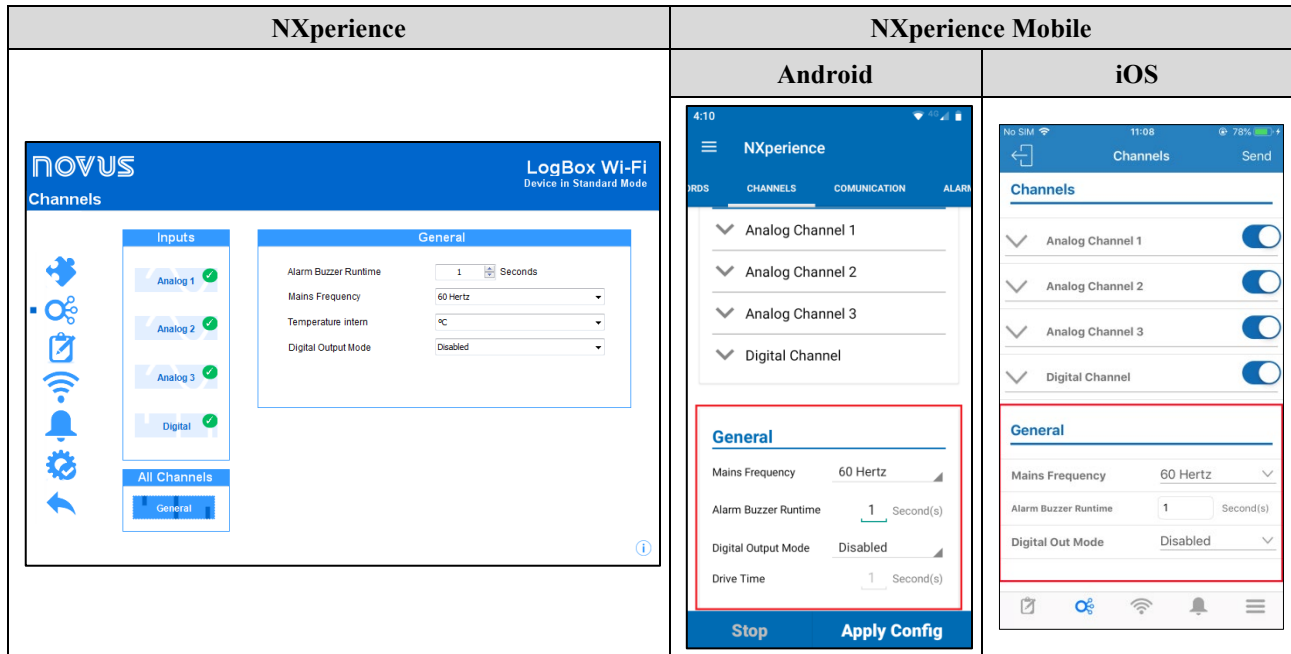 NXperience
NXperience Mobile
Android
iOS
novus
LogBox Wi-Fi
Device in Standard Mode
Channels
Inputs
Analog 1
Analog 2
Analog 3
Digital
All Channels
General
General
Alarm Buzzer Runtime 1 Seconds
Mains Frequency 60 Hertz
Temperature intern ºC
Digital Output Mode Disabled
4:10 4G
NXperience
ORDS CHANNELS COMUNICATION ALARM
Analog Channel 1
Analog Channel 2
Analog Channel 3
Digital Channel
General
Mains Frequency 60 Hertz
Alarm Buzzer Runtime 1 Second(s)
Digital Output Mode Disabled
Drive Time 1 Second(s)
Stop Apply Config
No SIM 11:08 78%
Channels Send
Channels
Analog Channel 1
Analog Channel 2
Analog Channel 3
Digital Channel
General
Mains Frequency 60 Hertz
Alarm Buzzer Runtime 1 Second(s)
Digital Out Mode Disabled